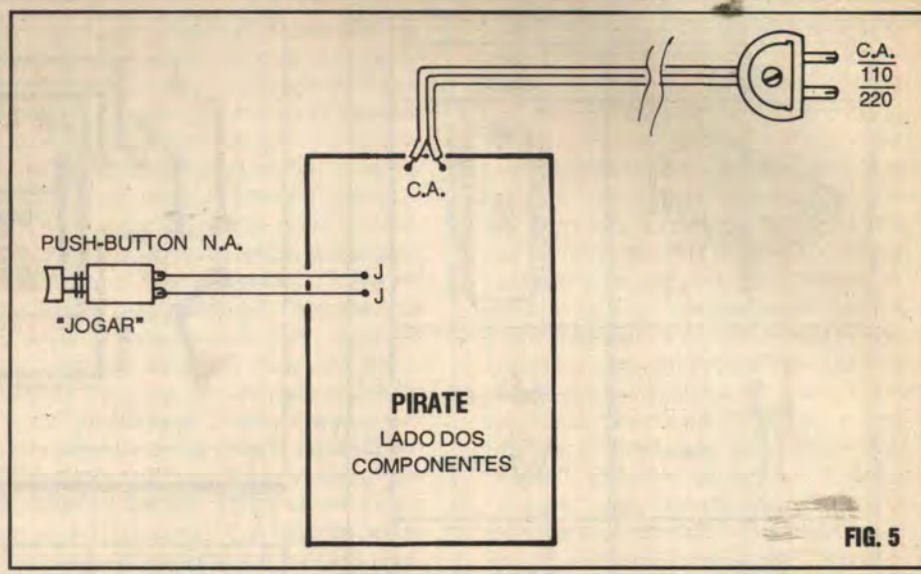 C.A.
110
220
C.A.
PUSH-BUTTON N.A.
"JOGAR"
J
J
PIRATE
LADO DOS
COMPONENTES
FIG. 5